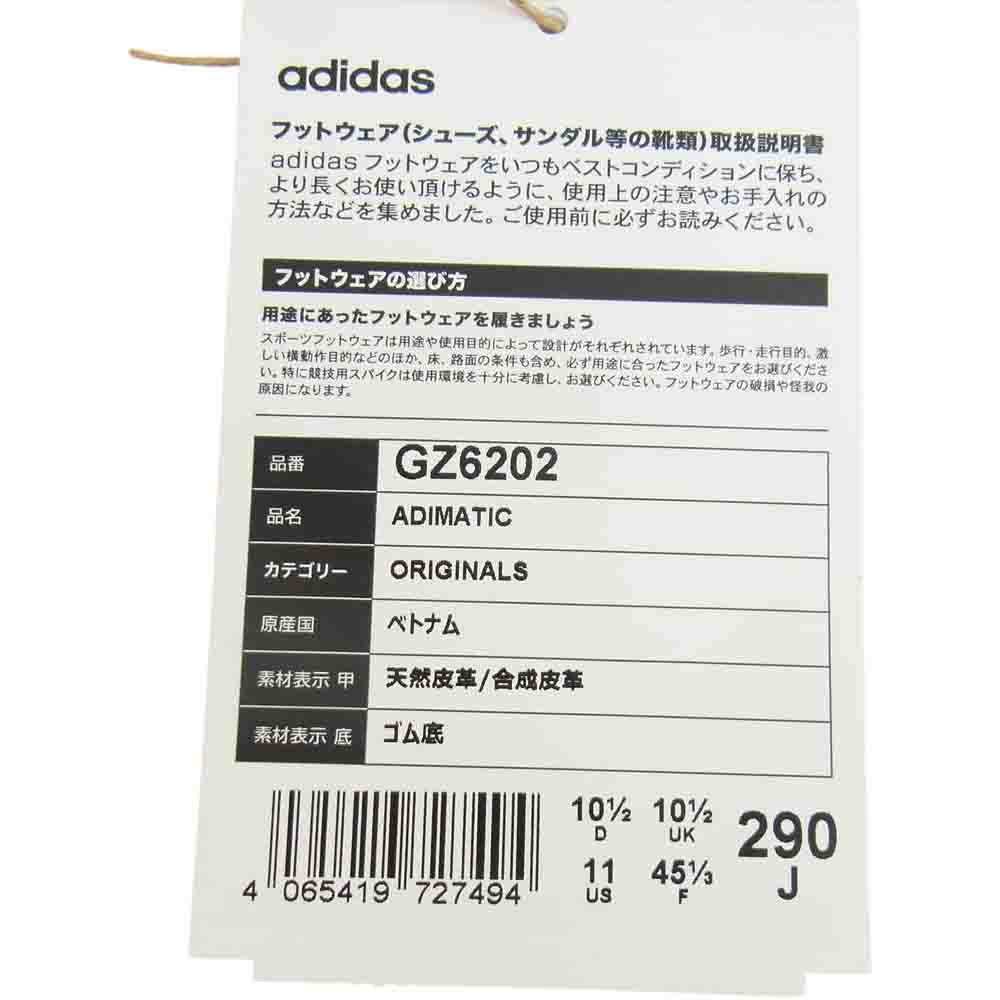 adidas
フットウェア(シューズ、サンダル等の靴類)取扱説明書
adidas フットウェアをいつもベストコンディションに保ち、
より長くお使い頂けるように、使用上の注意やお手入れの
方法などを集めました。ご使用前に必ずお読みください。
フットウェアの選び方
用途にあったフットウェアを履きましょう
スポーツフットウェアは用途や使用目的によって設計がそれぞれされています。歩行・走行目的、激
しい横動作目的などのほか、床、路面の条件も含め、必ず用途に合ったフットウェアをお選びくださ
い。特に競技用スパイクは使用環境を十分に考慮し、お選びください。フットウェアの破損や怪我の
原因になります。
品番 GZ6202
品名 ADIMATIC
カテゴリー ORIGINALS
原産国 ベトナム
素材表示 甲 天然皮革/合成皮革
素材表示 底 ゴム底
10½ 10½ 290
D UK
11 45⅓ J
US F
4 065419 727494